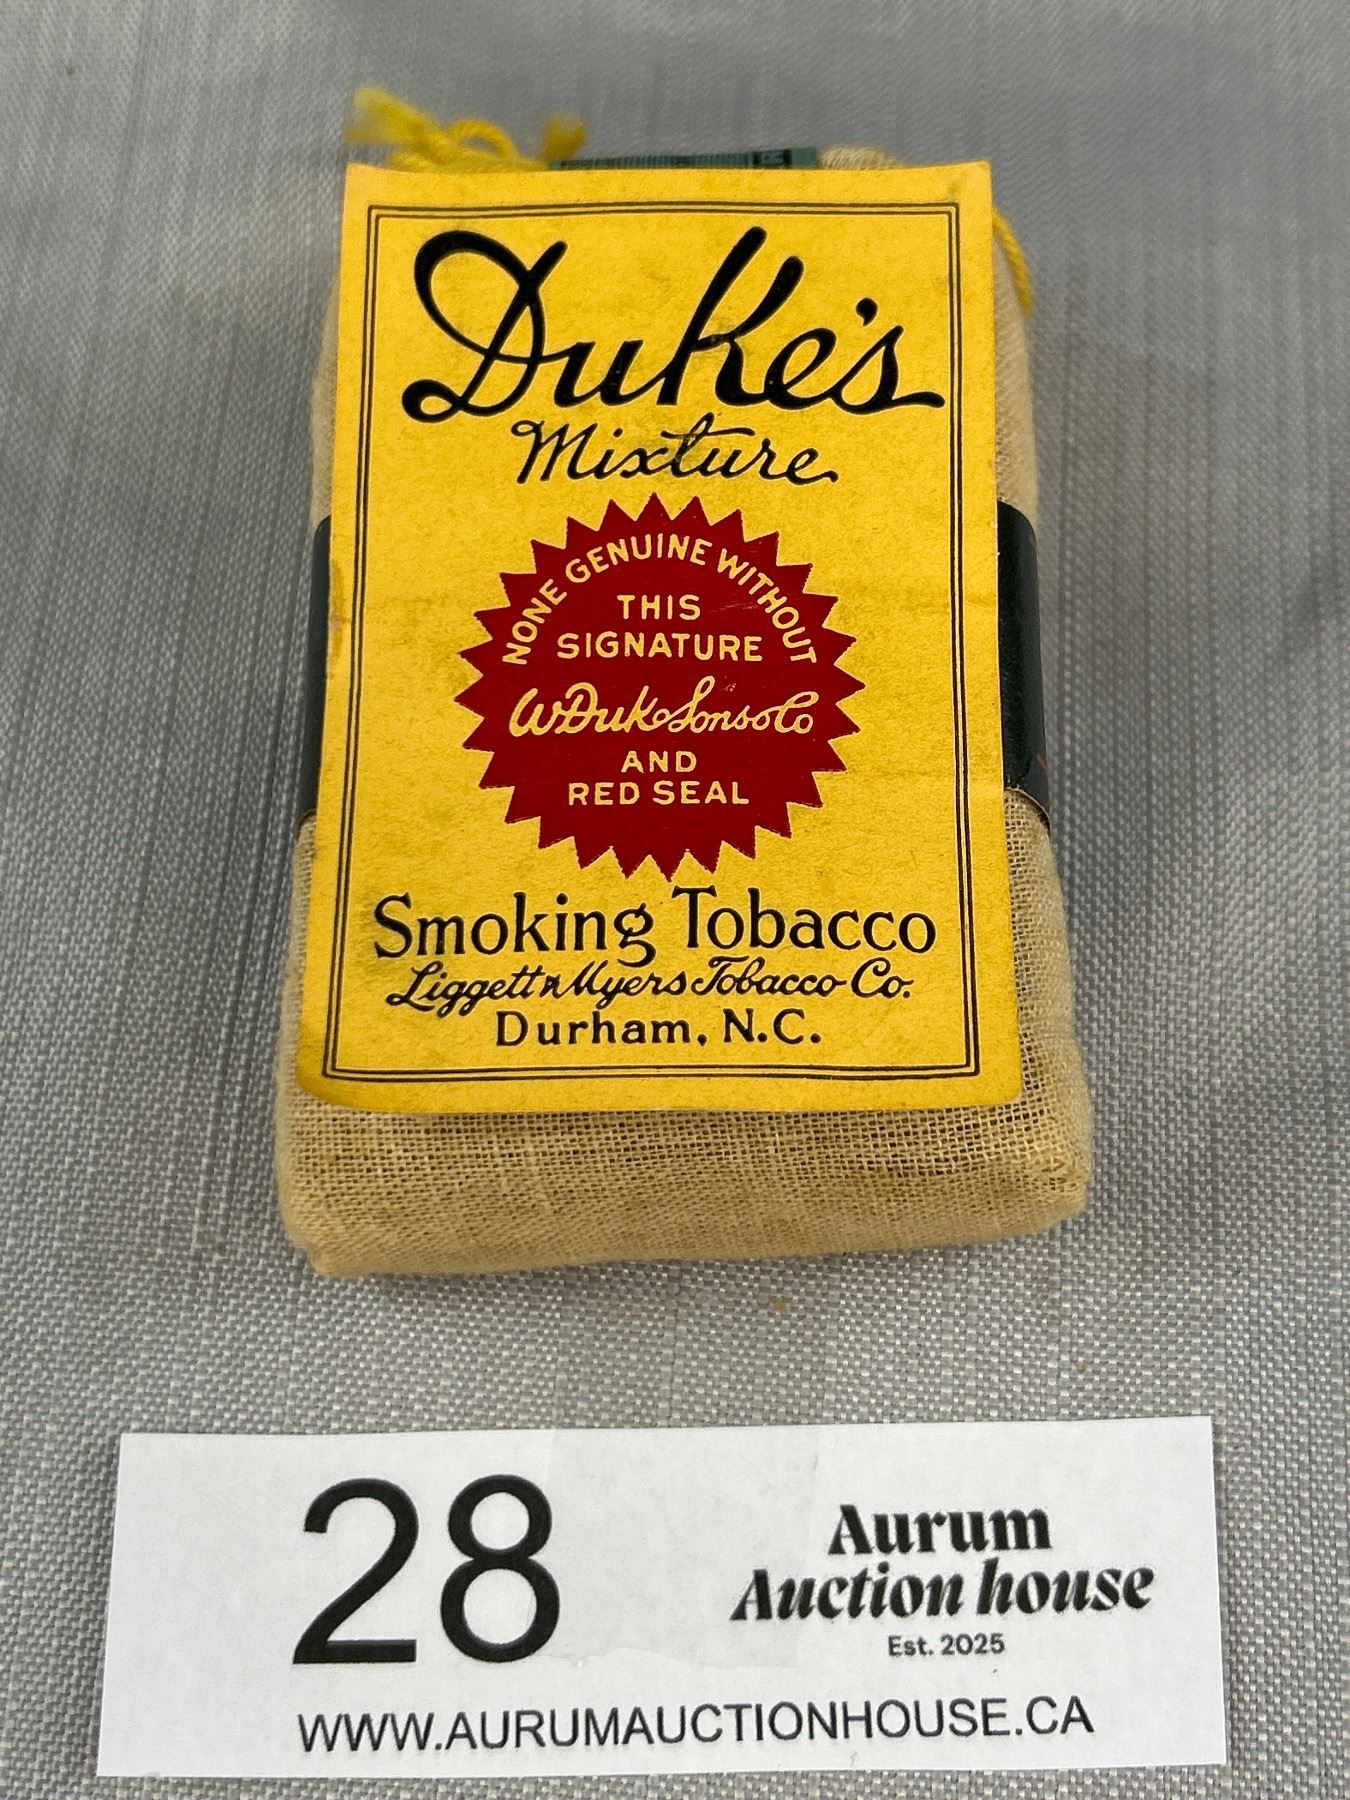 Duke's
Mixture
NONE GENUINE WITHOUT
THIS
SIGNATURE
W Duke Sons & Co
AND
RED SEAL
Smoking Tobacco
Liggett & Myers Tobacco Co.
Durham, N.C.
28
Aurum
Auction house
Est. 2025
WWW.AURUMAUCTIONHOUSE.CA